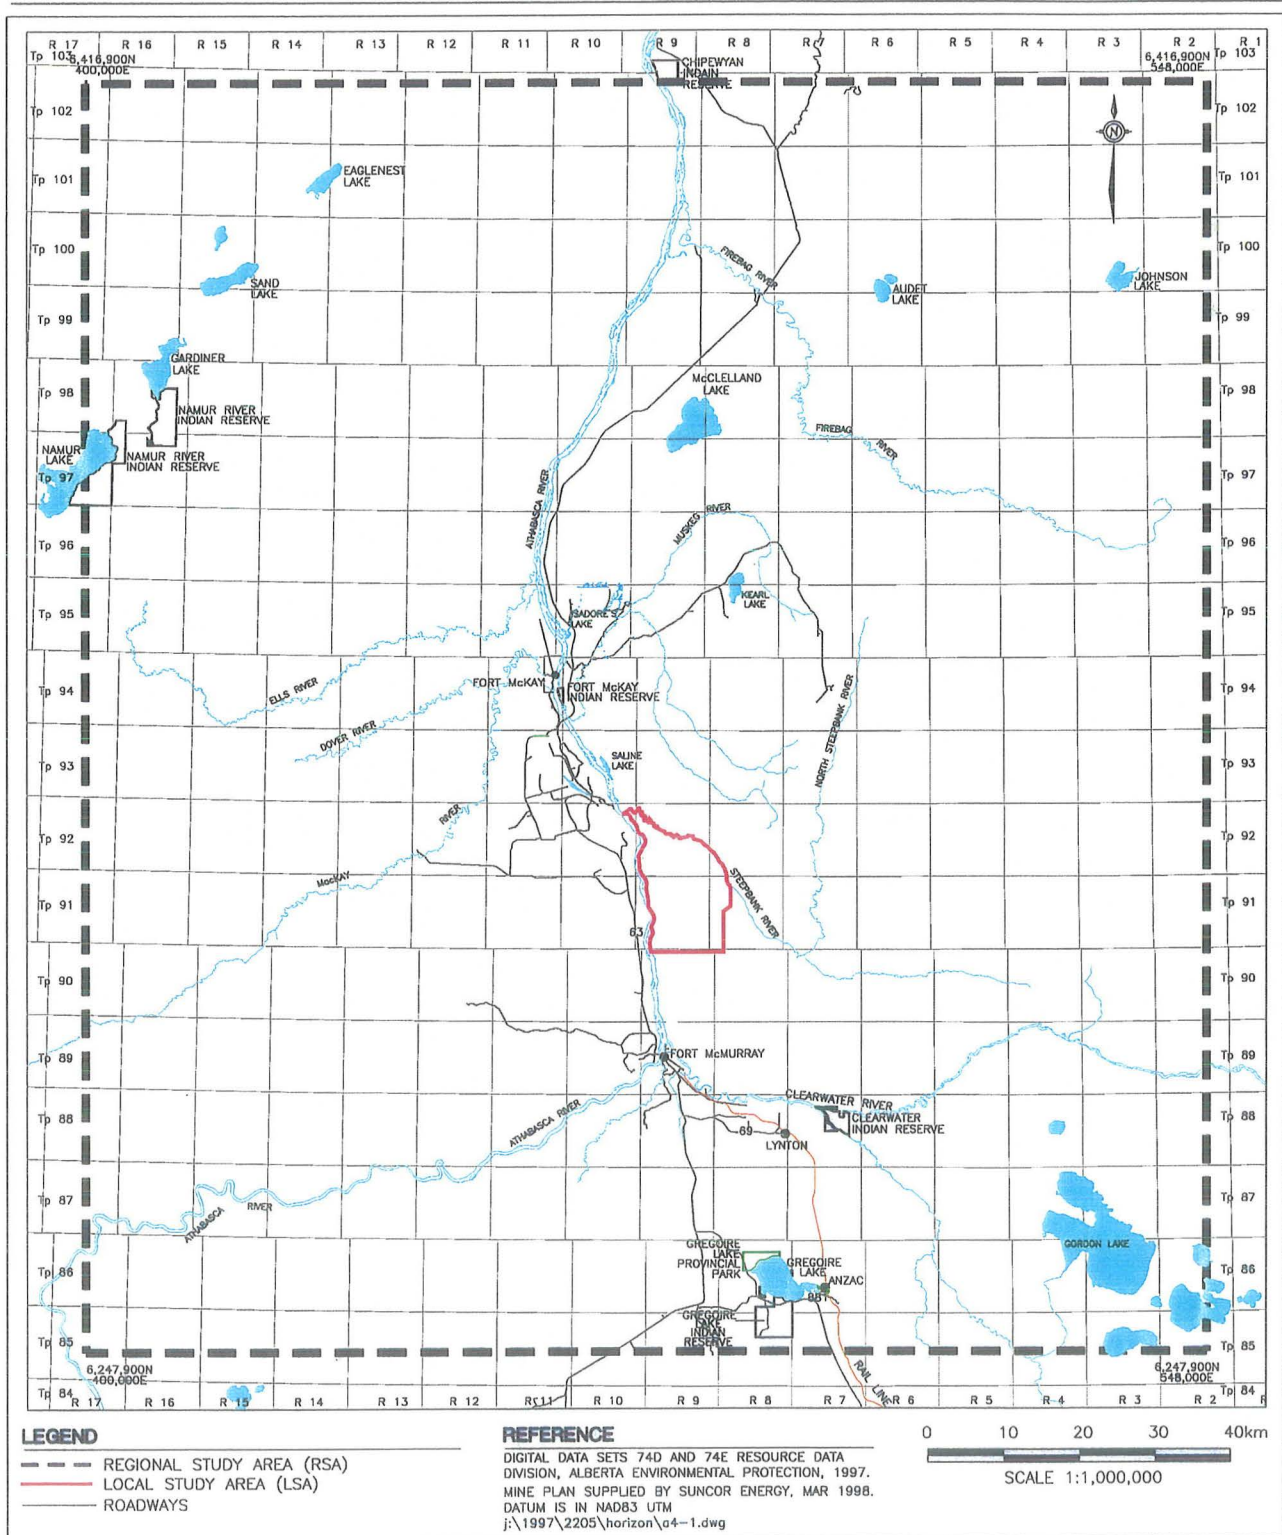 R 17
R 16
R 15
R 14
R 13
R 12
R 11
R 10
R 9
R 8
R 7
R 6
R 5
R 4
R 3
R 2
R 1
Tp 103
6,416,900N
400,000E
CHIPEWYAN
INDAIN
RESERVE
6,416,900N
548,000E
Tp 103
Tp 102
N
Tp 102
Tp 101
EAGLENEST
LAKE
Tp 101
Tp 100
SAND
LAKE
FIREBAG RIVER
AUDET
LAKE
JOHNSON
LAKE
Tp 100
Tp 99
Tp 99
GARDINER
LAKE
Tp 98
McCLELLAND
LAKE
Tp 98
NAMUR RIVER
INDIAN RESERVE
FIREBAG
RIVER
NAMUR
LAKE
NAMUR RIVER
INDIAN RESERVE
Tp 97
Tp 97
ATHABASCA RIVER
MUSKEG RIVER
Tp 96
Tp 96
KEARL
LAKE
ISADORE'S
LAKE
Tp 95
Tp 95
ELLS RIVER
FORT McKAY
FORT McKAY
INDIAN RESERVE
Tp 94
Tp 94
DOVER RIVER
NORTH STEEPBANK RIVER
SALINE
LAKE
Tp 93
Tp 93
RIVER
Tp 92
Tp 92
MacKAY
STEEPBANK RIVER
Tp 91
Tp 91
63
Tp 90
Tp 90
Tp 89
FORT McMURRAY
Tp 89
CLEARWATER RIVER
CLEARWATER
INDIAN RESERVE
Tp 88
Tp 88
ATHABASCA RIVER
69
LYNTON
Tp 87
Tp 87
ATHABASCA
RIVER
GREGOIRE
LAKE
PROVINCIAL
PARK
GREGOIRE
LAKE
GORDON LAKE
Tp 86
Tp 86
ANZAC
881
GREGOIRE
LAKE
INDIAN
RESERVE
Tp 85
Tp 85
6,247,900N
400,000E
RAIL LINE
6,247,900N
548,000E
Tp 84
Tp 84
R 17
R 16
R 15
R 14
R 13
R 12
R 11
R 10
R 9
R 8
R 7
R 6
R 5
R 4
R 3
R 2
LEGEND
REGIONAL STUDY AREA (RSA)
LOCAL STUDY AREA (LSA)
ROADWAYS
REFERENCE
DIGITAL DATA SETS 74D AND 74E RESOURCE DATA
DIVISION, ALBERTA ENVIRONMENTAL PROTECTION, 1997.
MINE PLAN SUPPLIED BY SUNCOR ENERGY, MAR 1998.
DATUM IS IN NAD83 UTM
j:\1997\2205\horizon\a4-1.dwg
0 10 20 30 40km
SCALE 1:1,000,000